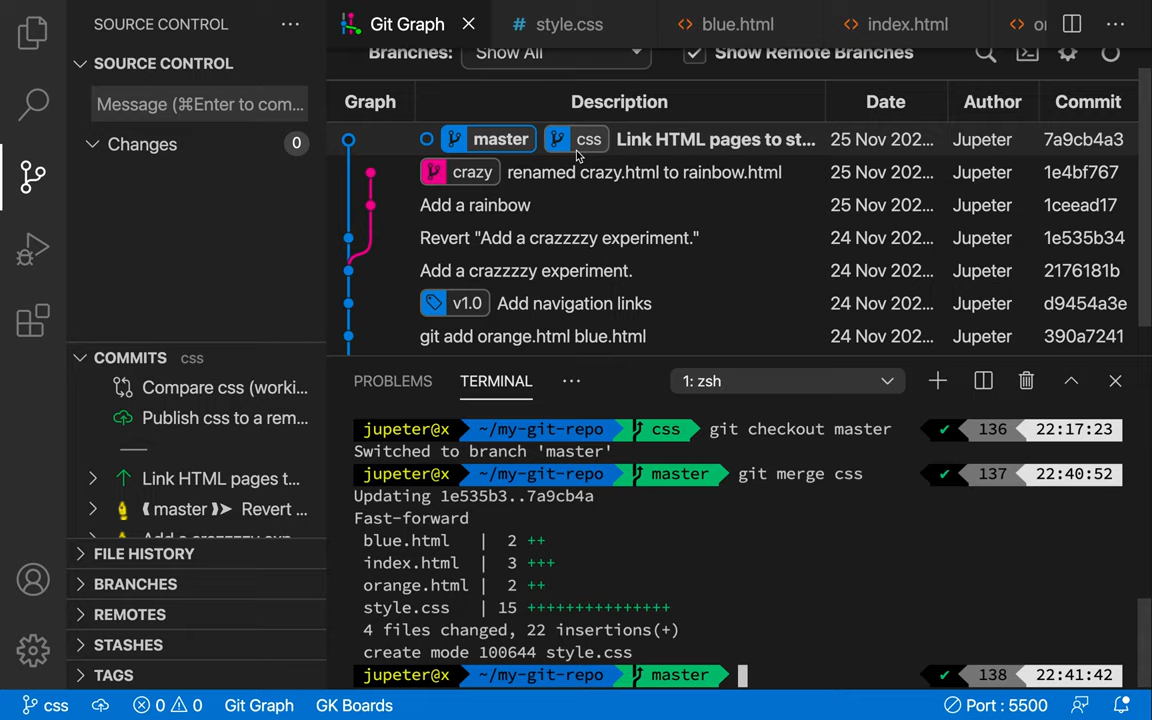 SOURCE CONTROL ...
Git Graph
# style.css
<> blue.html
<> index.html
<> or
...
SOURCE CONTROL
Message (⌘Enter to com...
Changes 0
COMMITS css
Compare css (worki...
Publish css to a rem...
Link HTML pages t...
⟪master⟫➤ Revert ...
FILE HISTORY
BRANCHES
REMOTES
STASHES
TAGS
Branches: Show All Show Remote Branches
Graph Description Date Author Commit
master css Link HTML pages to st... 25 Nov 202... Jupeter 7a9cb4a3
crazy renamed crazy.html to rainbow.html 25 Nov 202... Jupeter 1e4bf767
Add a rainbow 25 Nov 202... Jupeter 1ceead17
Revert "Add a crazzzzy experiment." 24 Nov 202... Jupeter 1e535b34
Add a crazzzzy experiment. 24 Nov 202... Jupeter 2176181b
v1.0 Add navigation links 24 Nov 202... Jupeter d9454a3e
git add orange.html blue.html 24 Nov 202... Jupeter 390a7241
PROBLEMS TERMINAL ... 1: zsh
jupeter@x ~/my-git-repo css git checkout master ✔ 136 22:17:23
Switched to branch 'master'
jupeter@x ~/my-git-repo master git merge css ✔ 137 22:40:52
Updating 1e535b3..7a9cb4a
Fast-forward
blue.html | 2 ++
index.html | 3 +++
orange.html | 2 ++
style.css | 15 +++++++++++++++
4 files changed, 22 insertions(+)
create mode 100644 style.css
jupeter@x ~/my-git-repo master ✔ 138 22:41:42
css 0 0 Git Graph GK Boards Port : 5500